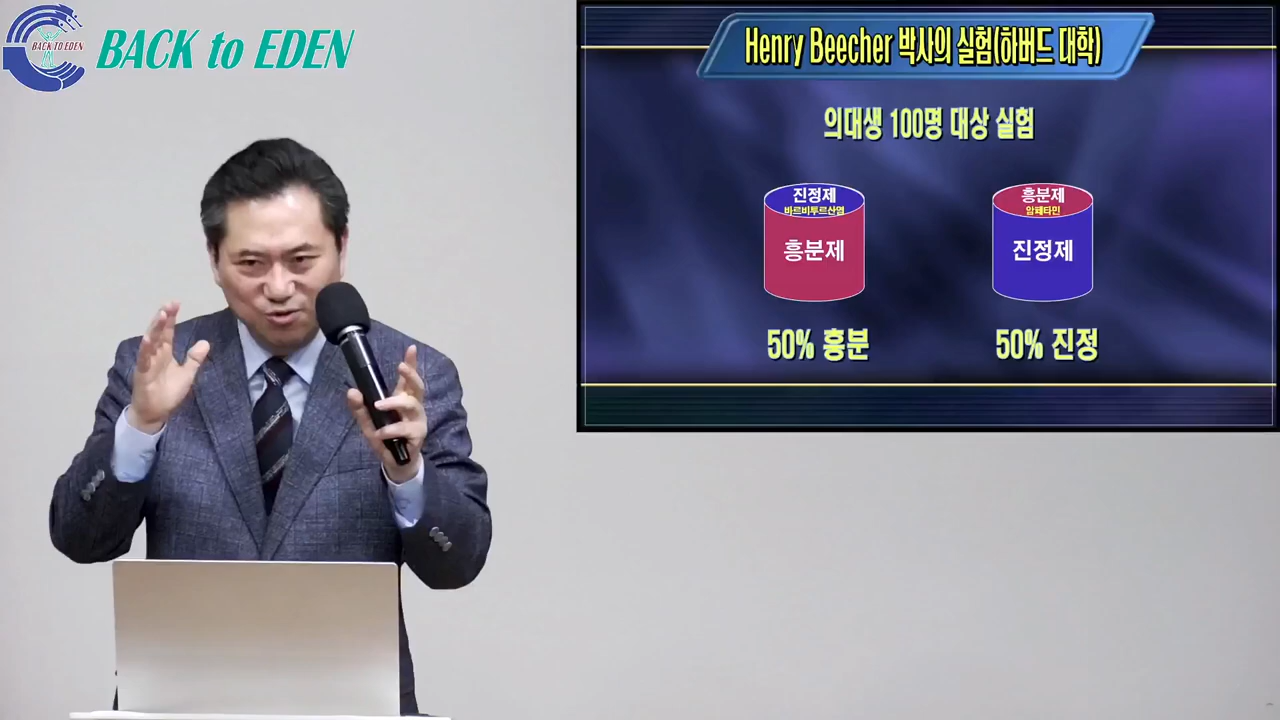 BACK TO EDEN
BACK to EDEN
Henry Beecher 박사의 실험(하버드 대학)
의대생 100명 대상 실험
진정제
바르비투르산염
흥분제
50% 흥분
흥분제
암페타민
진정제
50% 진정